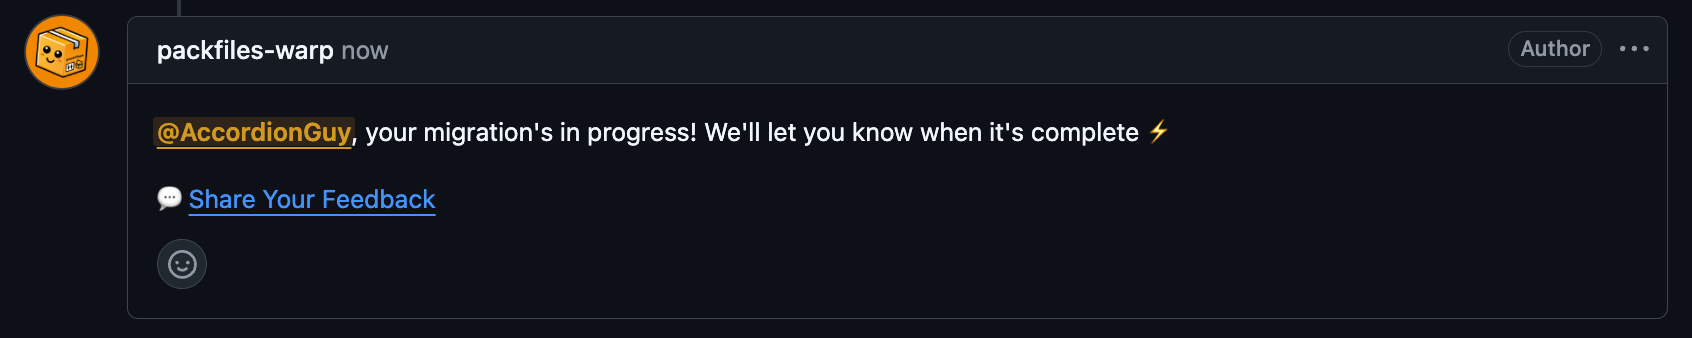 packfiles-warp now
Author
@AccordionGuy, your migration's in progress! We'll let you know when it's complete ⚡
💬 Share Your Feedback